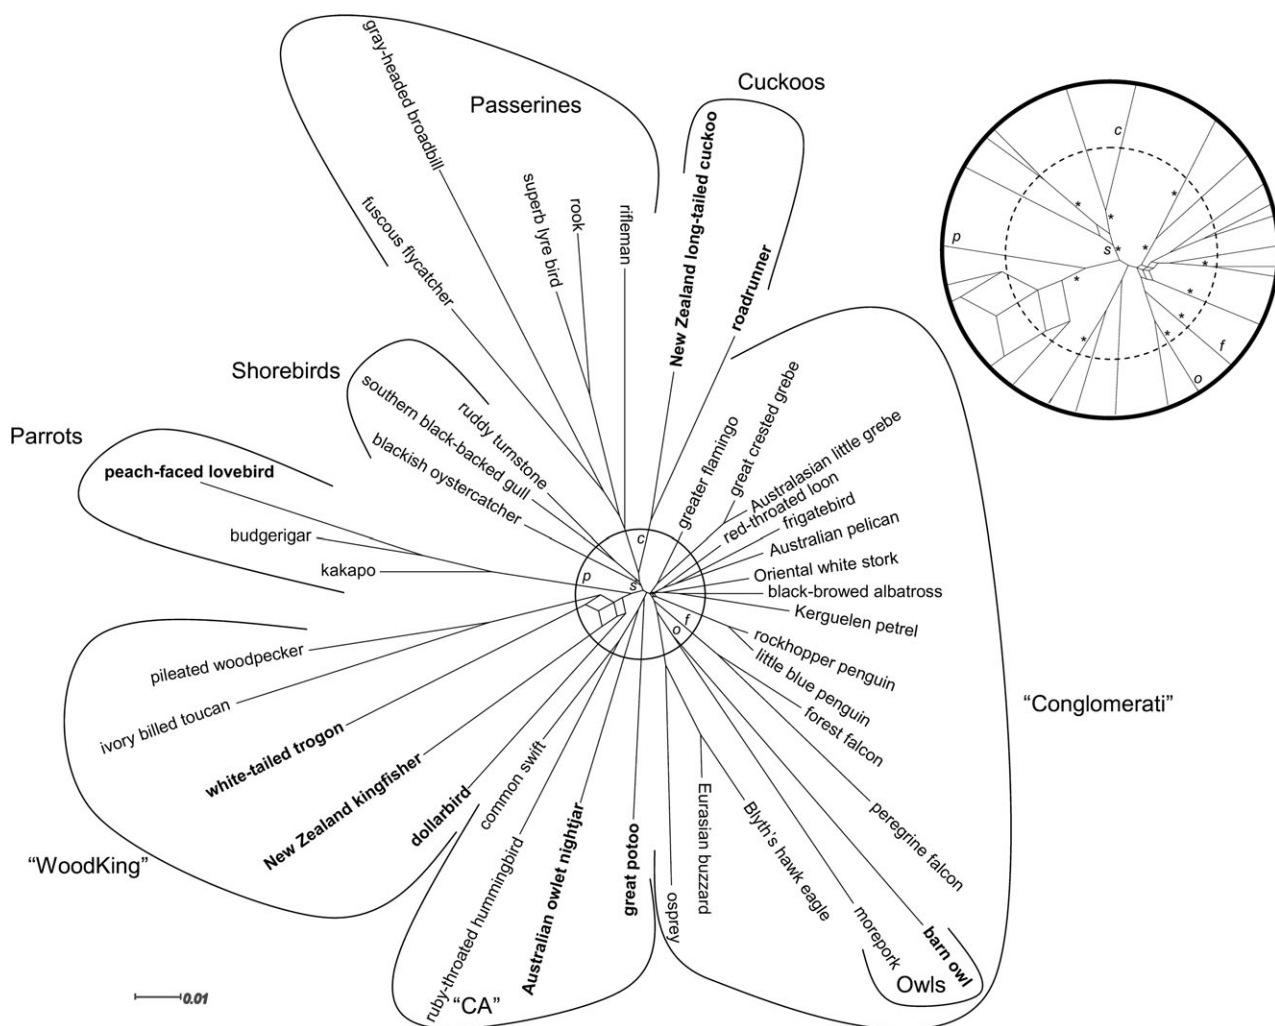 Passerines
gray-headed broadbill
fuscous flycatcher
superb lyre bird
rook
rifleman
Cuckoos
New Zealand long-tailed cuckoo
roadrunner
Shorebirds
ruddy turnstone
southern black-backed gull
blackish oystercatcher
Parrots
peach-faced lovebird
budgerigar
kakapo
greater flamingo
great crested grebe
Australasian little grebe
red-throated loon
frigatebird
Australian pelican
Oriental white stork
black-browed albatross
Kerguelen petrel
rockhopper penguin
little blue penguin
forest falcon
peregrine falcon
“Conglomerati”
barn owl
morepork
Owls
Blyth's hawk eagle
Eurasian buzzard
osprey
great potoo
Australian owlet nightjar
ruby-throated hummingbird
common swift
“CA”
dollarbird
New Zealand kingfisher
white-tailed trogon
ivory billed toucan
pileated woodpecker
“WoodKing”
c
p
s
f
o
c
*
*
*
*
*
p
s
*
*
*
*
*
*
f
o
0.01